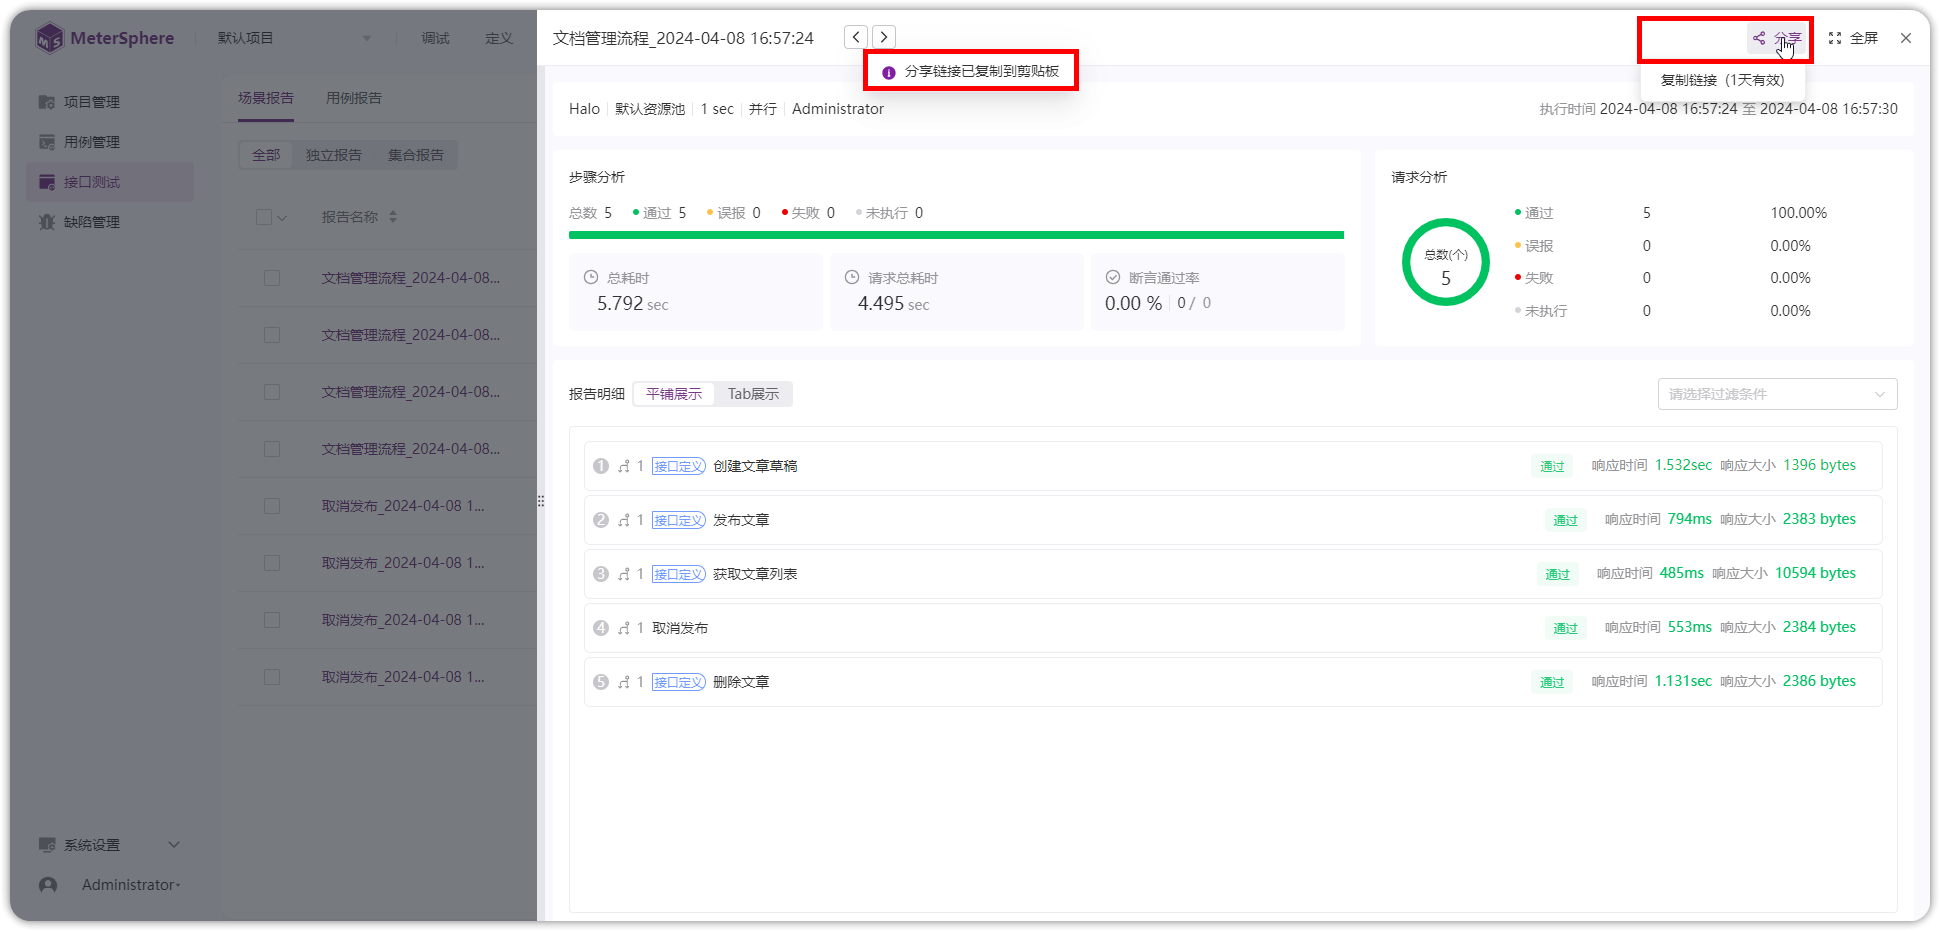 MeterSphere
默认项目
调试
定义
项目管理
用例管理
接口测试
缺陷管理
系统设置
Administrator
场景报告
用例报告
全部
独立报告
集合报告
报告名称
文档管理流程_2024-04-08...
文档管理流程_2024-04-08...
文档管理流程_2024-04-08...
文档管理流程_2024-04-08...
取消发布_2024-04-08 1...
取消发布_2024-04-08 1...
取消发布_2024-04-08 1...
取消发布_2024-04-08 1...
文档管理流程_2024-04-08 16:57:24
分享
全屏
分享链接已复制到剪贴板
复制链接（1天有效）
Halo 默认资源池 1 sec 并行 Administrator
执行时间 2024-04-08 16:57:24 至 2024-04-08 16:57:30
步骤分析
总数 5 通过 5 误报 0 失败 0 未执行 0
总耗时
5.792 sec
请求总耗时
4.495 sec
断言通过率
0.00 % 0 / 0
请求分析
总数(个)
5
通过 5 100.00%
误报 0 0.00%
失败 0 0.00%
未执行 0 0.00%
报告明细 平铺展示 Tab展示
请选择过滤条件
1 1 接口定义 创建文章草稿 通过 响应时间 1.532sec 响应大小 1396 bytes
2 1 接口定义 发布文章 通过 响应时间 794ms 响应大小 2383 bytes
3 1 接口定义 获取文章列表 通过 响应时间 485ms 响应大小 10594 bytes
4 1 取消发布 通过 响应时间 553ms 响应大小 2384 bytes
5 1 接口定义 删除文章 通过 响应时间 1.131sec 响应大小 2386 bytes